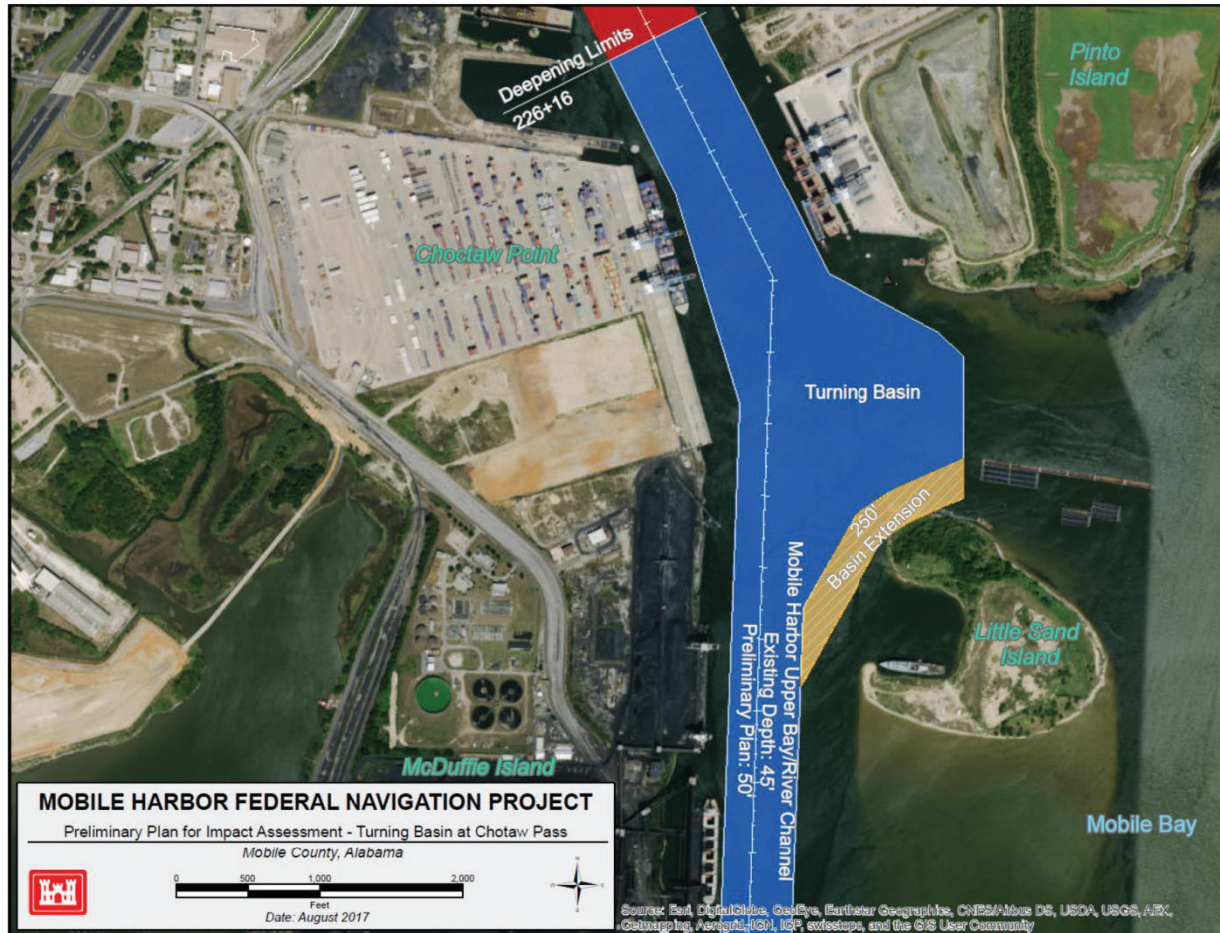 Deepening Limits
226+16
Pinto
Island
Choctaw Point
Turning Basin
250'
Basin Extension
Mobile Harbor Upper Bay/River Channel
Existing Depth: 45'
Preliminary Plan: 50'
Little Sand
Island
McDuffie Island
Mobile Bay
MOBILE HARBOR FEDERAL NAVIGATION PROJECT
Preliminary Plan for Impact Assessment - Turning Basin at Chotaw Pass
Mobile County, Alabama
0 500 1,000 2,000
Feet
Date: August 2017
N
W E
S
Source: Esri, DigitalGlobe, GeoEye, Earthstar Geographics, CNES/Airbus DS, USDA, USGS, AEX,
Getmapping, Aerogrid, IGN, IGP, swisstopo, and the GIS User Community